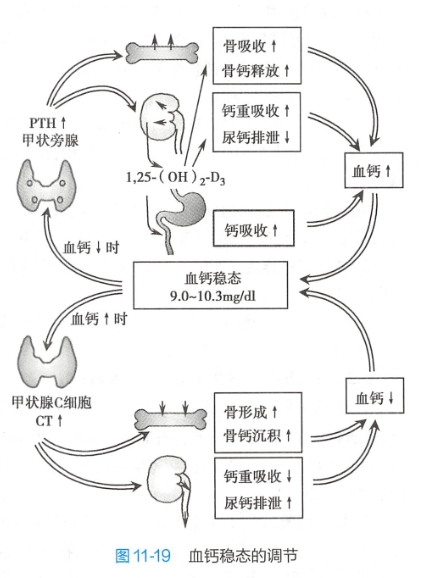 骨吸收↑
骨钙释放↑
PTH↑
甲状旁腺
钙重吸收↑
尿钙排泄↓
血钙↑
1,25-(OH)₂-D₃
钙吸收↑
血钙↓时
血钙稳态
9.0~10.3mg/dl
血钙↑时
甲状腺C细胞
CT↑
血钙↓
骨形成↑
骨钙沉积↑
钙重吸收↓
尿钙排泄↑
图11-19 血钙稳态的调节